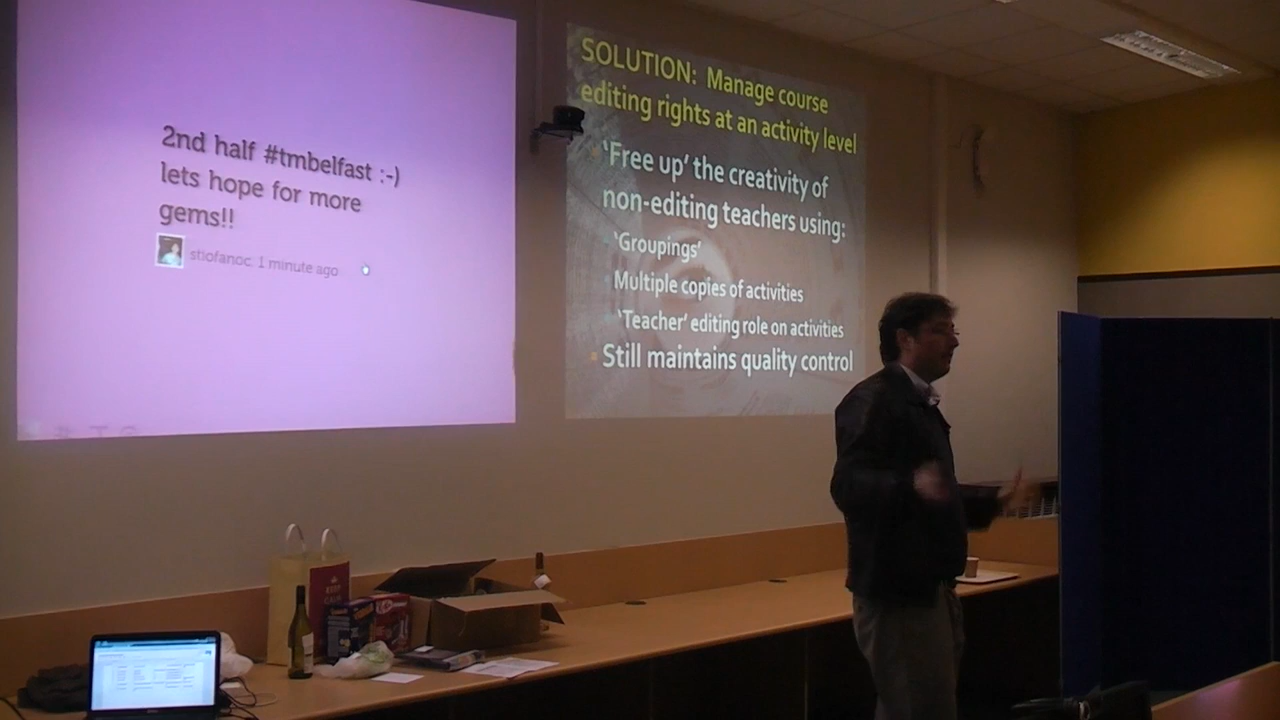 2nd half #tmbelfast :-)
lets hope for more
gems!!
stiofanoc, 1 minute ago
SOLUTION: Manage course
editing rights at an activity level
'Free up' the creativity of
non-editing teachers using:
'Groupings'
Multiple copies of activities
'Teacher' editing role on activities
Still maintains quality control